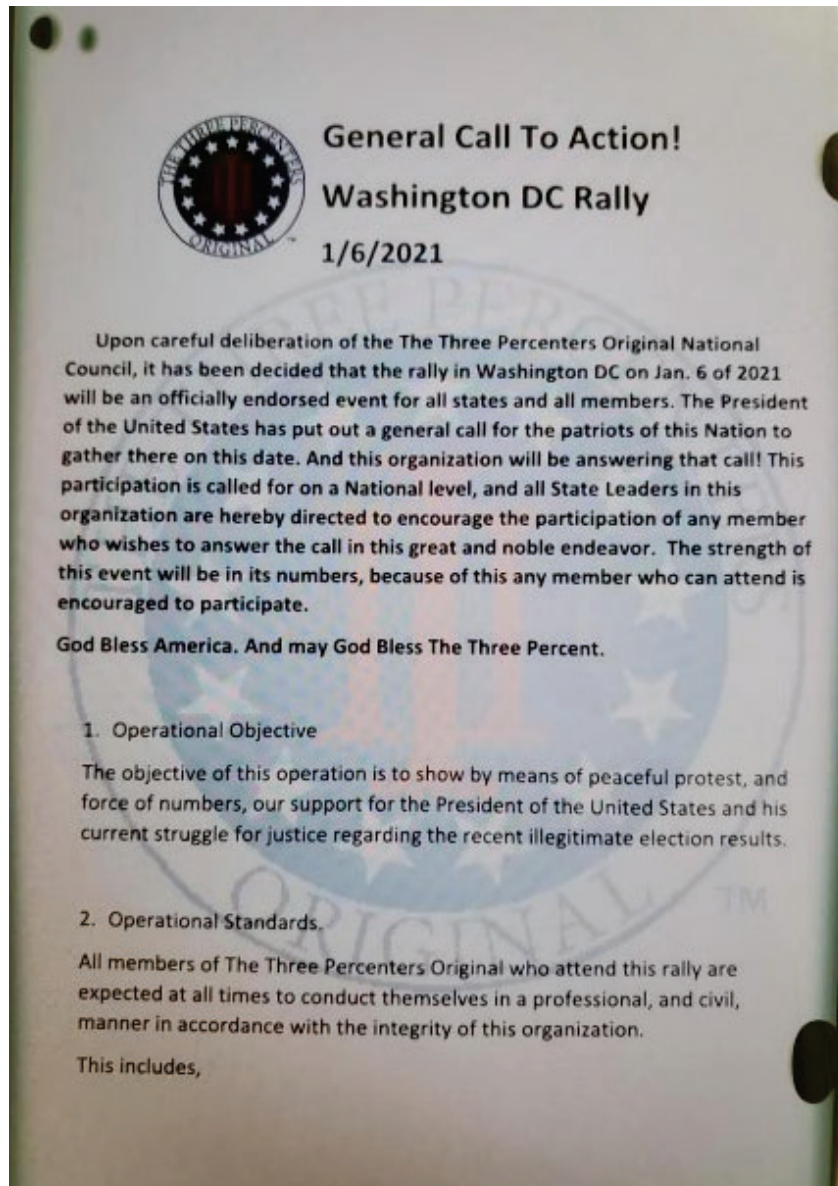 THE THREE PERCENTERS
ORIGINAL
TM
General Call To Action!
Washington DC Rally
1/6/2021
Upon careful deliberation of the The Three Percenters Original National
Council, it has been decided that the rally in Washington DC on Jan. 6 of 2021
will be an officially endorsed event for all states and all members. The President
of the United States has put out a general call for the patriots of this Nation to
gather there on this date. And this organization will be answering that call! This
participation is called for on a National level, and all State Leaders in this
organization are hereby directed to encourage the participation of any member
who wishes to answer the call in this great and noble endeavor. The strength of
this event will be in its numbers, because of this any member who can attend is
encouraged to participate.
God Bless America. And may God Bless The Three Percent.
1. Operational Objective
The objective of this operation is to show by means of peaceful protest, and
force of numbers, our support for the President of the United States and his
current struggle for justice regarding the recent illegitimate election results.
2. Operational Standards.
All members of The Three Percenters Original who attend this rally are
expected at all times to conduct themselves in a professional, and civil,
manner in accordance with the integrity of this organization.
This includes,
THE THREE PERCENTERS
ORIGINAL
TM